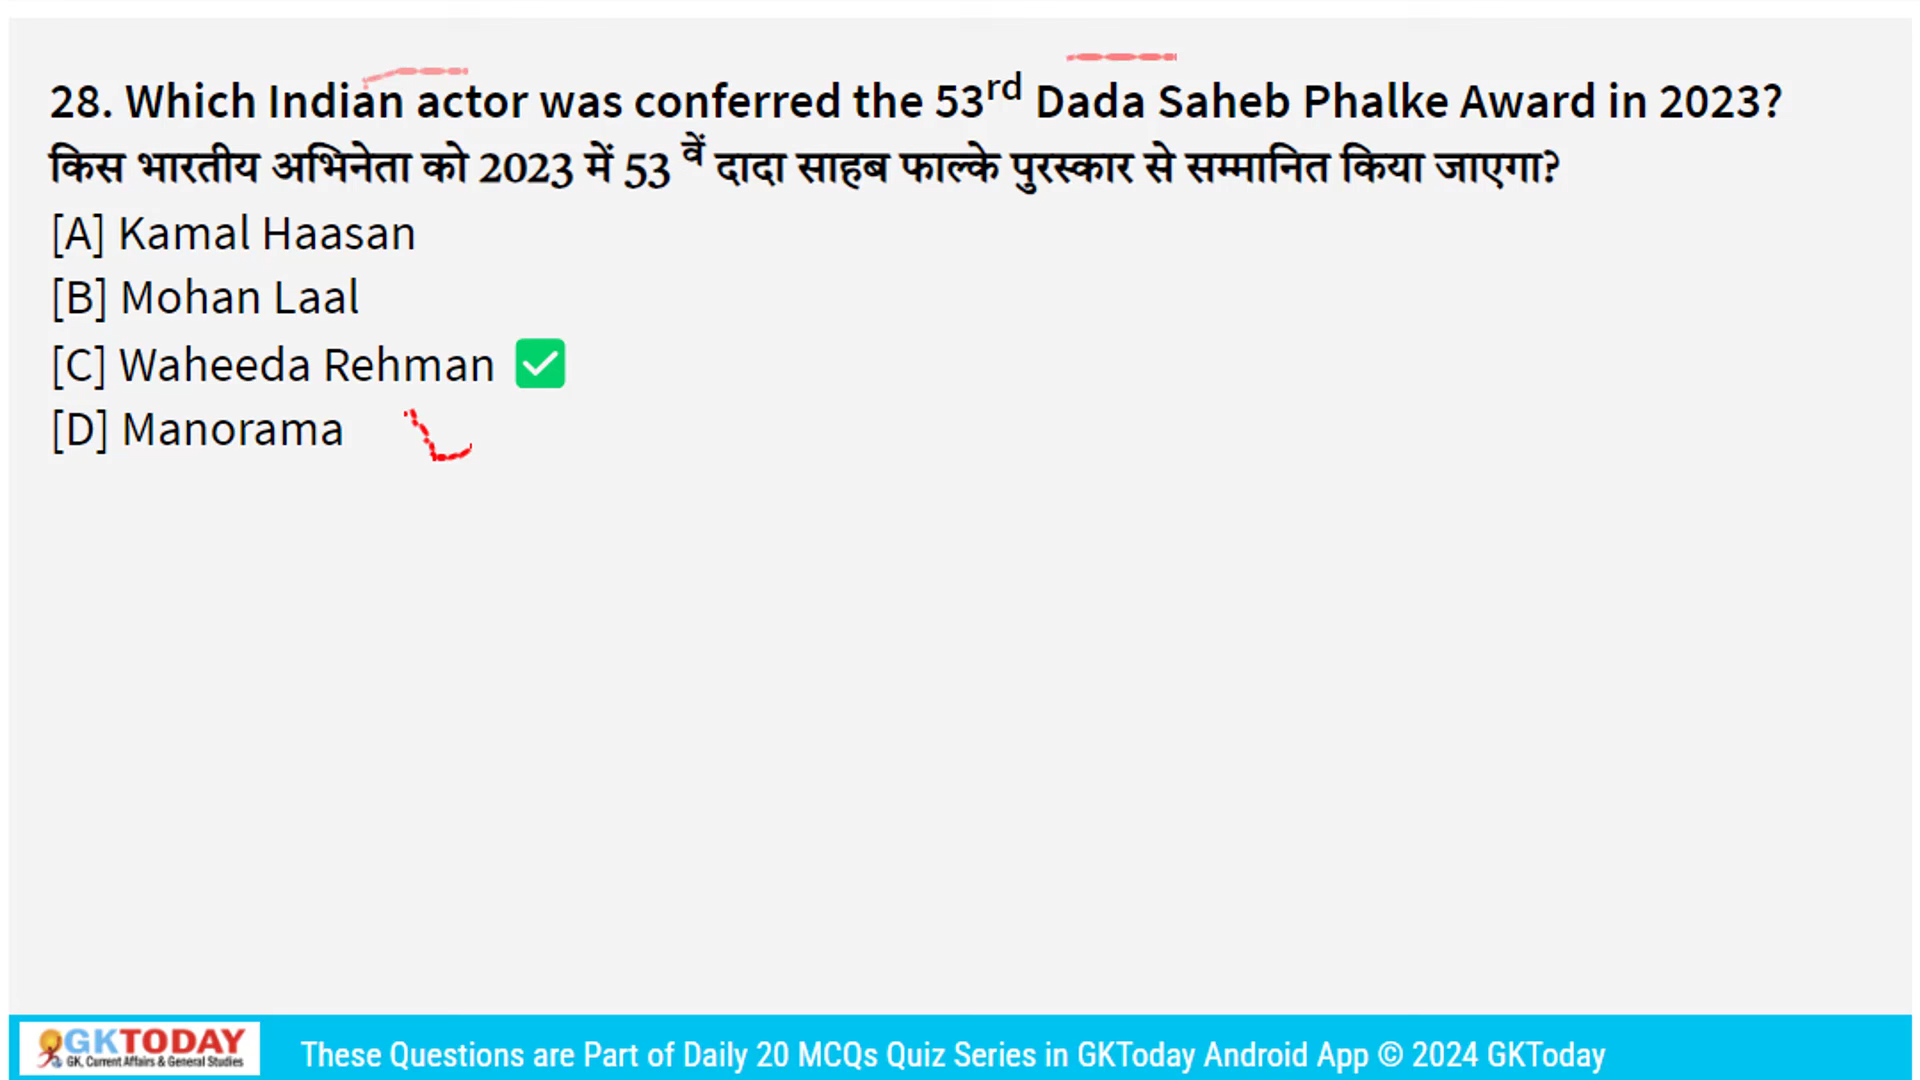 28. Which Indian actor was conferred the 53rd Dada Saheb Phalke Award in 2023?
किस भारतीय अभिनेता को 2023 में 53 वें दादा साहब फाल्के पुरस्कार से सम्मानित किया जाएगा?
[A] Kamal Haasan
[B] Mohan Laal
[C] Waheeda Rehman ✅
[D] Manorama
GKTODAY
GK, Current Affairs & General Studies
These Questions are Part of Daily 20 MCQs Quiz Series in GKToday Android App © 2024 GKToday